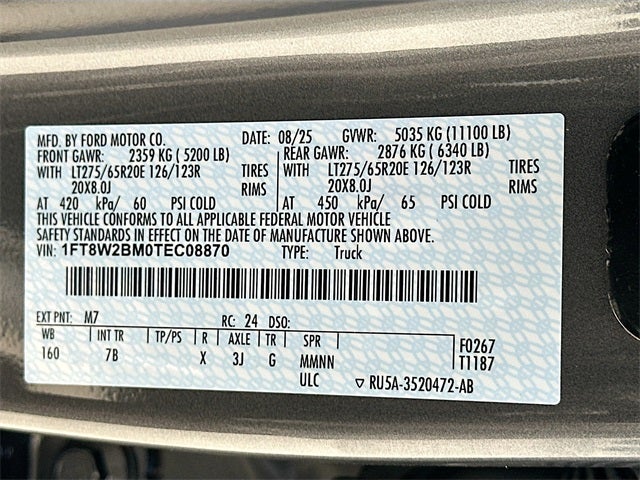 MFD. BY FORD MOTOR CO. DATE: 08/25 GVWR: 5035 KG (11100 LB)
FRONT GAWR: 2359 KG (5200 LB) REAR GAWR: 2876 KG (6340 LB)
WITH LT275/65R20E 126/123R TIRES WITH LT275/65R20E 126/123R TIRES
20X8.0J RIMS 20X8.0J RIMS
AT 420 kPa/ 60 PSI COLD AT 450 kPa/ 65 PSI COLD
THIS VEHICLE CONFORMS TO ALL APPLICABLE FEDERAL MOTOR VEHICLE
SAFETY STANDARDS IN EFFECT ON THE DATE OF MANUFACTURE SHOWN ABOVE.
VIN: 1FT8W2BM0TEC08870 TYPE: Truck
EXT PNT: M7 RC: 24 DSO:
WB INT TR TP/PS R AXLE TR SPR F0267
160 7B X 3J G MMNN T1187
ULC RU5A-3520472-AB